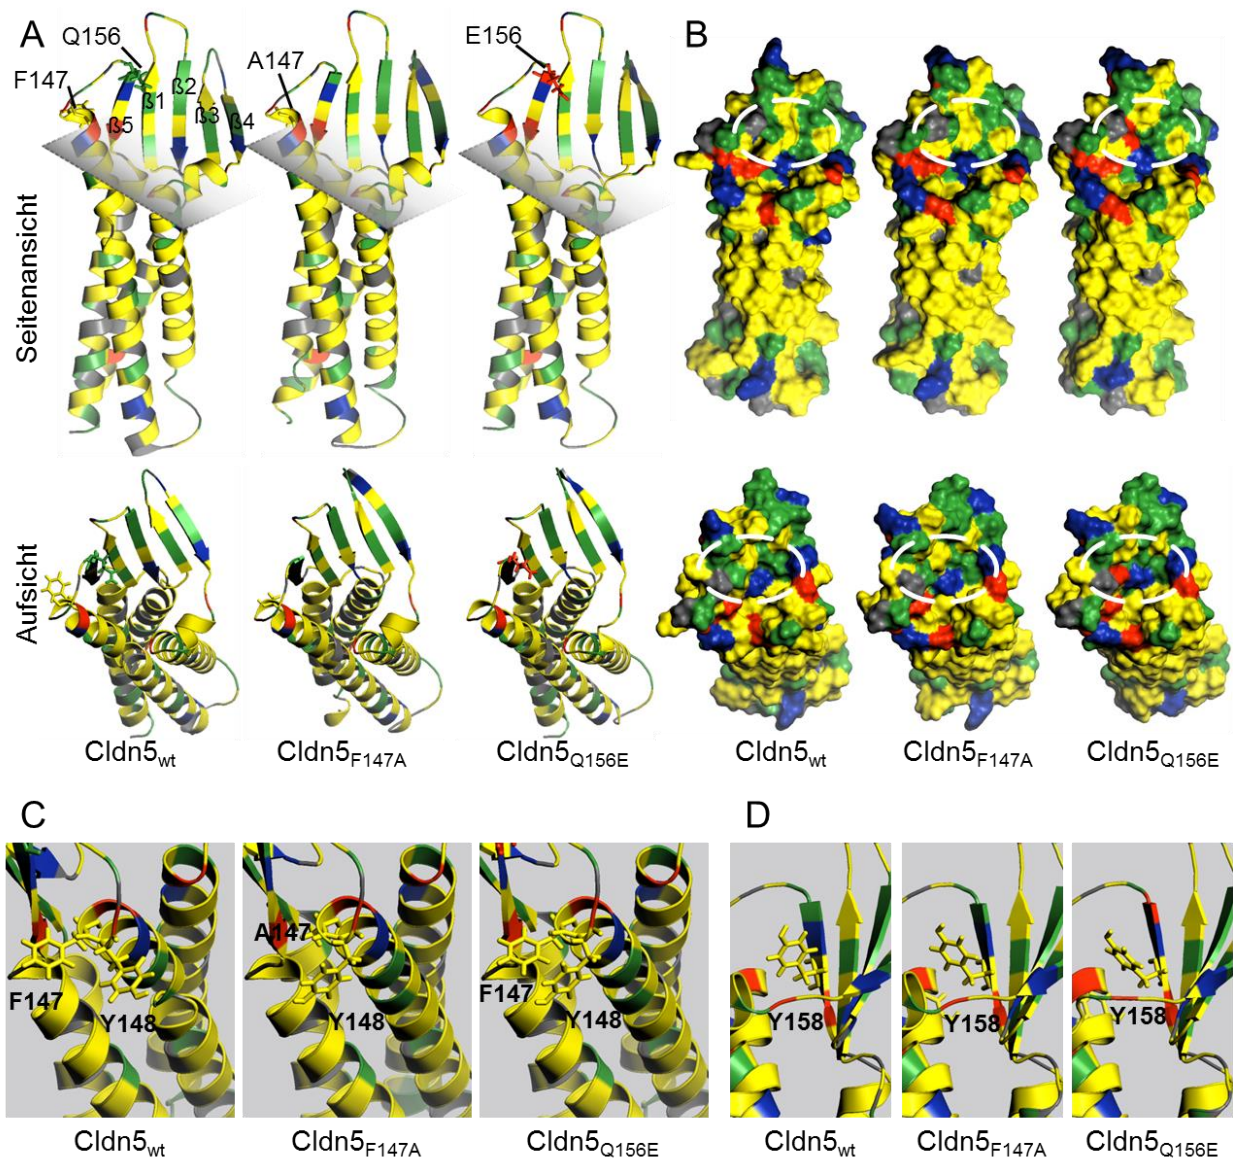 A
Q156
F147
ß1
ß2
ß3
ß4
ß5
A147
E156
B
Seitenansicht
Aufsicht
Cldn5wt
Cldn5F147A
Cldn5Q156E
Cldn5wt
Cldn5F147A
Cldn5Q156E
C
F147
Y148
A147
Y148
F147
Y148
Cldn5wt
Cldn5F147A
Cldn5Q156E
D
Y158
Y158
Y158
Cldn5wt
Cldn5F147A
Cldn5Q156E